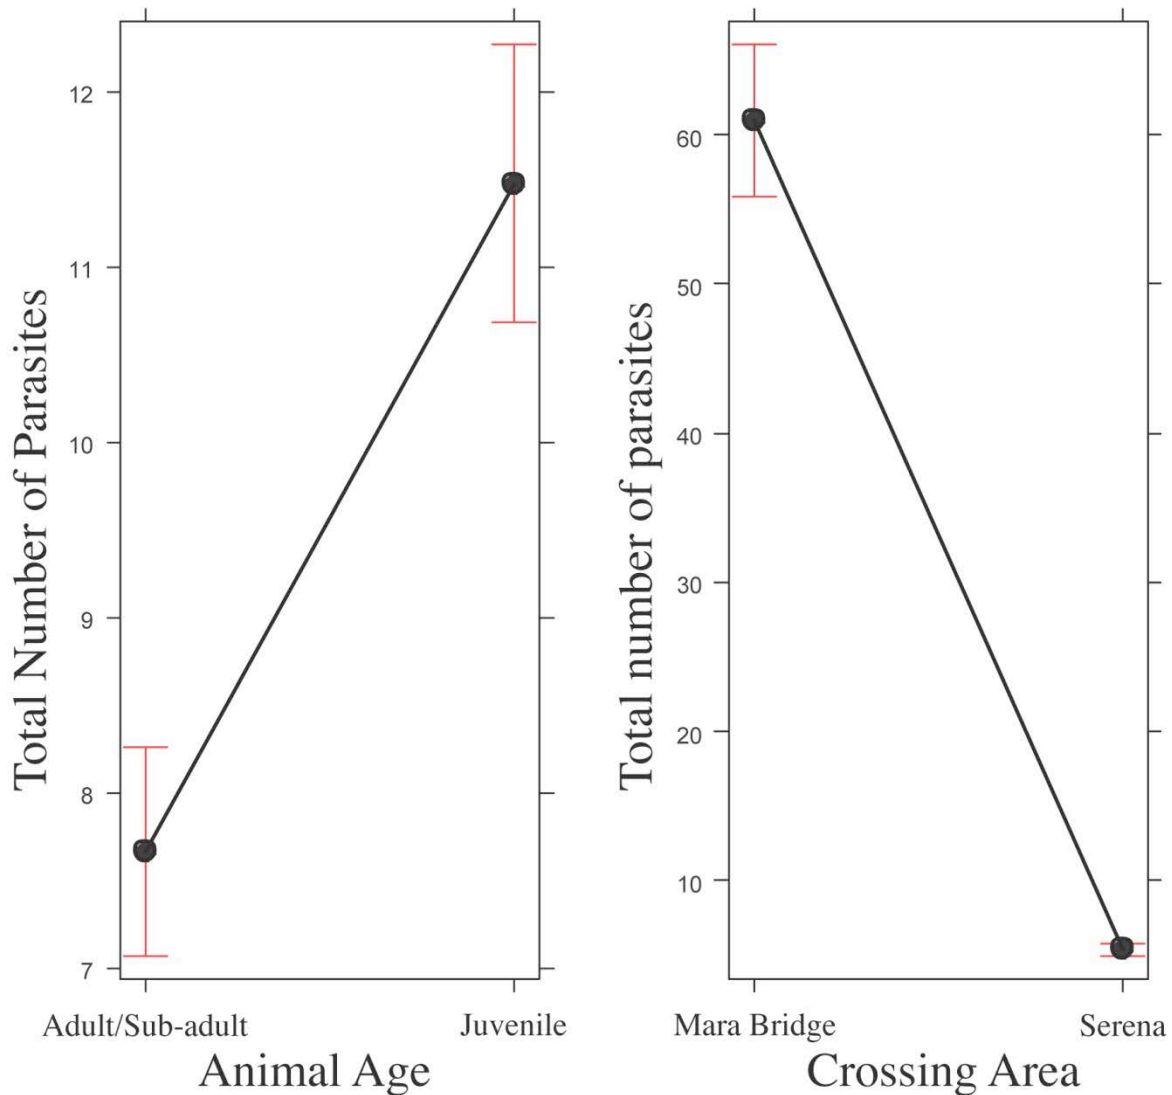 Total Number of Parasites
12
11
10
9
8
7
Adult/Sub-adult
Juvenile
Animal Age
Total number of parasites
60
50
40
30
20
10
Mara Bridge
Serena
Crossing Area